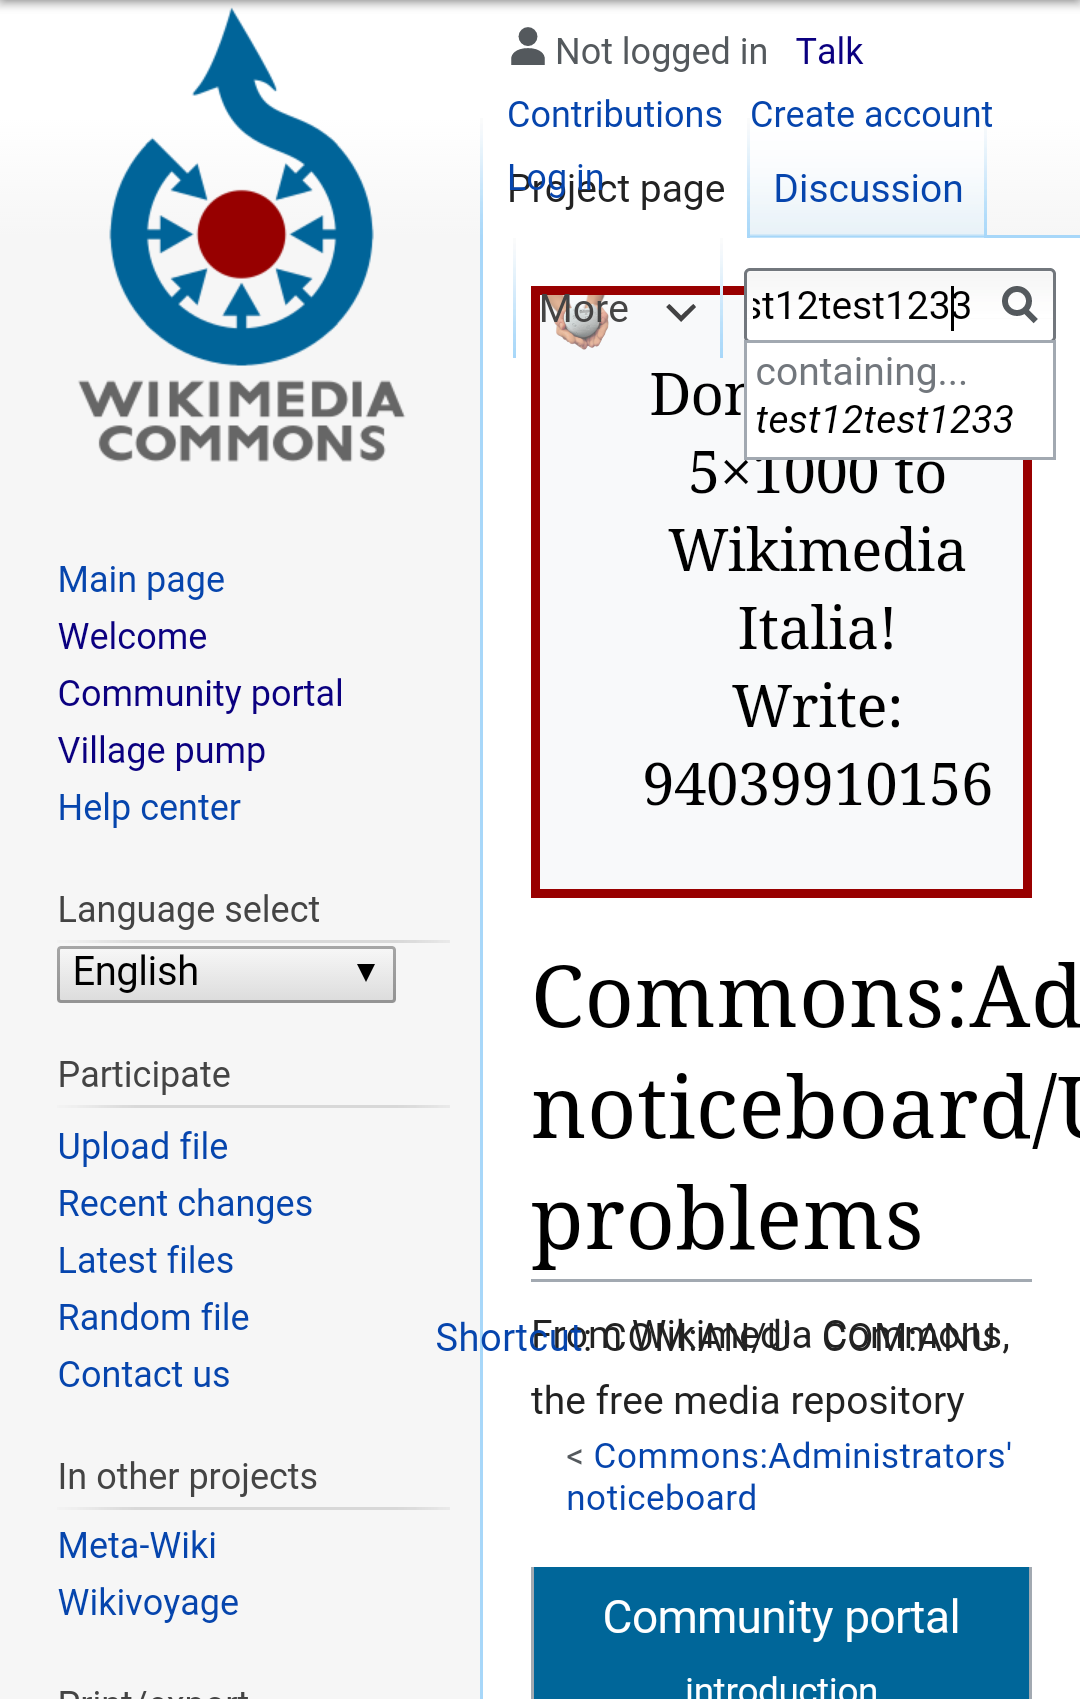 WIKIMEDIA
COMMONS
Main page
Welcome
Community portal
Village pump
Help center
Language select
English
Participate
Upload file
Recent changes
Latest files
Random file
Contact us
In other projects
Meta-Wiki
Wikivoyage
Print/export
Not logged in Talk
Contributions Create account
Log in
Project page Discussion
More
st12test1233
containing...
test12test1233
5×1000 to
Wikimedia
Italia!
Write:
94039910156
Commons:Ad
noticeboard/U
problems
Shortcut: COM:AN/U COM:ANU
From Wikimedia Commons,
the free media repository
< Commons:Administrators'
noticeboard
Community portal
introduction